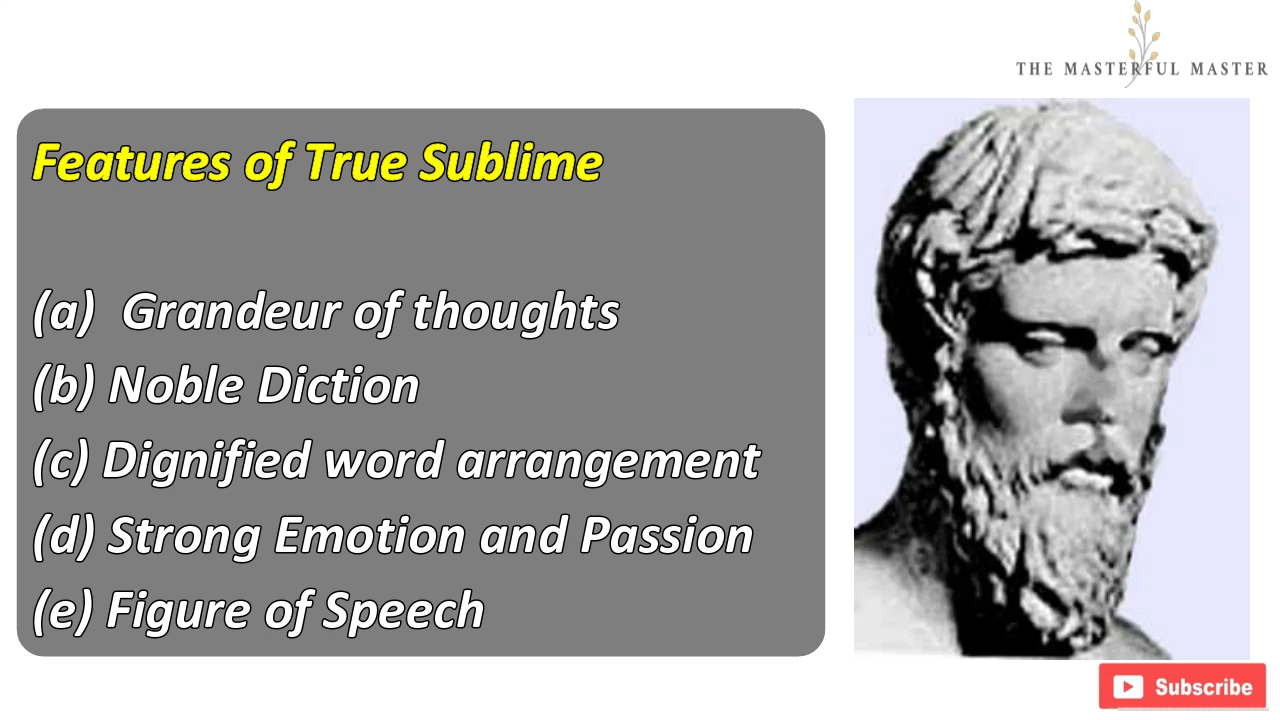 THE MASTERFUL MASTER
Features of True Sublime
(a) Grandeur of thoughts
(b) Noble Diction
(c) Dignified word arrangement
(d) Strong Emotion and Passion
(e) Figure of Speech
Subscribe